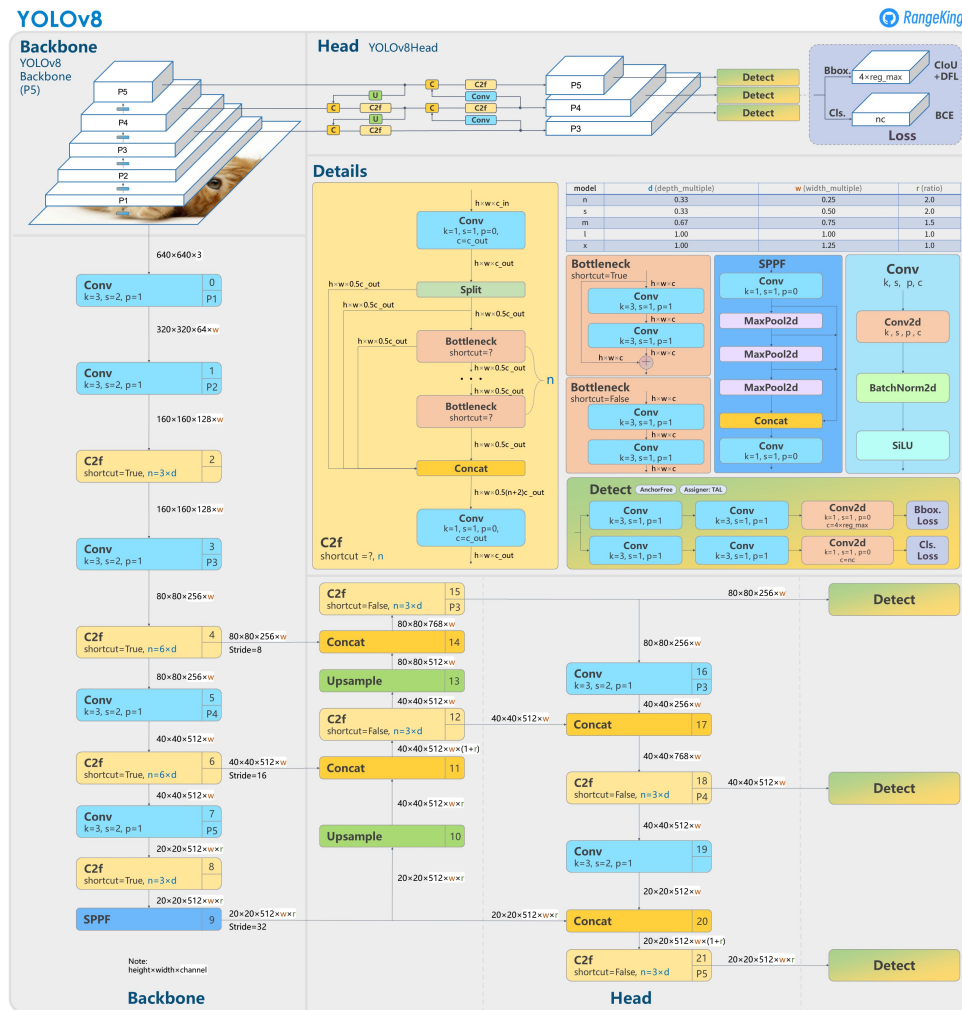 YOLOv8
RangeKing
Backbone
YOLOv8
Backbone
(P5)
P5
P4
P3
P2
P1
Head YOLOv8Head
C
U
C
C2f
U
C
C2f
C
C2f
Conv
C
C2f
Conv
P5
P4
P3
Detect
Detect
Detect
Bbox.
4×reg_max
CIoU
+DFL
Cls.
nc
BCE
Loss
640×640×3
Conv
k=3, s=2, p=1
0
P1
320×320×64×w
Conv
k=3, s=2, p=1
1
P2
160×160×128×w
C2f
shortcut=True, n=3×d
2
160×160×128×w
Conv
k=3, s=2, p=1
3
P3
80×80×256×w
C2f
shortcut=True, n=6×d
4
80×80×256×w
Stride=8
80×80×256×w
Conv
k=3, s=2, p=1
5
P4
40×40×512×w
C2f
shortcut=True, n=6×d
6
40×40×512×w
Stride=16
40×40×512×w
Conv
k=3, s=2, p=1
7
P5
20×20×512×w×r
C2f
shortcut=True, n=3×d
8
20×20×512×w×r
SPPF
9
20×20×512×w×r
Stride=32
Note:
height×width×channel
Backbone
Details
h×w×c_in
Conv
k=1, s=1, p=0,
c=c_out
h×w×c_out
Split
h×w×0.5c_out
h×w×0.5c_out
h×w×0.5c_out
Bottleneck
shortcut=?
h×w×0.5c_out
h×w×0.5c_out
• • •
h×w×0.5c_out
n
Bottleneck
shortcut=?
h×w×0.5c_out
Concat
h×w×0.5(n+2)c_out
Conv
k=1, s=1, p=0,
c=c_out
h×w×c_out
C2f
shortcut =?, n
model d (depth_multiple) w (width_multiple) r (ratio)
n 0.33 0.25 2.0
s 0.33 0.50 2.0
m 0.67 0.75 1.5
l 1.00 1.00 1.0
x 1.00 1.25 1.0
Bottleneck
shortcut=True
h×w×c
Conv
k=3, s=1, p=1
h×w×c
Conv
k=3, s=1, p=1
h×w×c
h×w×c
+
h×w×c
Bottleneck
shortcut=False
h×w×c
Conv
k=3, s=1, p=1
h×w×c
Conv
k=3, s=1, p=1
h×w×c
SPPF
Conv
k=1, s=1, p=0
MaxPool2d
MaxPool2d
MaxPool2d
Concat
Conv
k=1, s=1, p=0
Conv
k, s, p, c
Conv2d
k, s, p, c
BatchNorm2d
SiLU
Detect AnchorFree Assigner: TAL
Conv
k=3, s=1, p=1
Conv
k=3, s=1, p=1
Conv2d
k=1, s=1, p=0
c=4×reg_max
Bbox.
Loss
Conv
k=3, s=1, p=1
Conv
k=3, s=1, p=1
Conv2d
k=1, s=1, p=0
c=nc
Cls.
Loss
C2f
shortcut=False, n=3×d
15
P3
80×80×256×w
Detect
80×80×768×w
Concat
14
80×80×512×w
Upsample
13
40×40×512×w
C2f
shortcut=False, n=3×d
12
40×40×512×w
40×40×512×w×(1+r)
Concat
11
40×40×512×w×r
Upsample
10
20×20×512×w×r
80×80×256×w
Conv
k=3, s=2, p=1
16
P3
40×40×256×w
Concat
17
40×40×768×w
C2f
shortcut=False, n=3×d
18
P4
40×40×512×w
Detect
40×40×512×w
Conv
k=3, s=2, p=1
19
20×20×512×w
20×20×512×w×r
Concat
20
20×20×512×w×(1+r)
C2f
shortcut=False, n=3×d
21
P5
20×20×512×w×r
Detect
Head